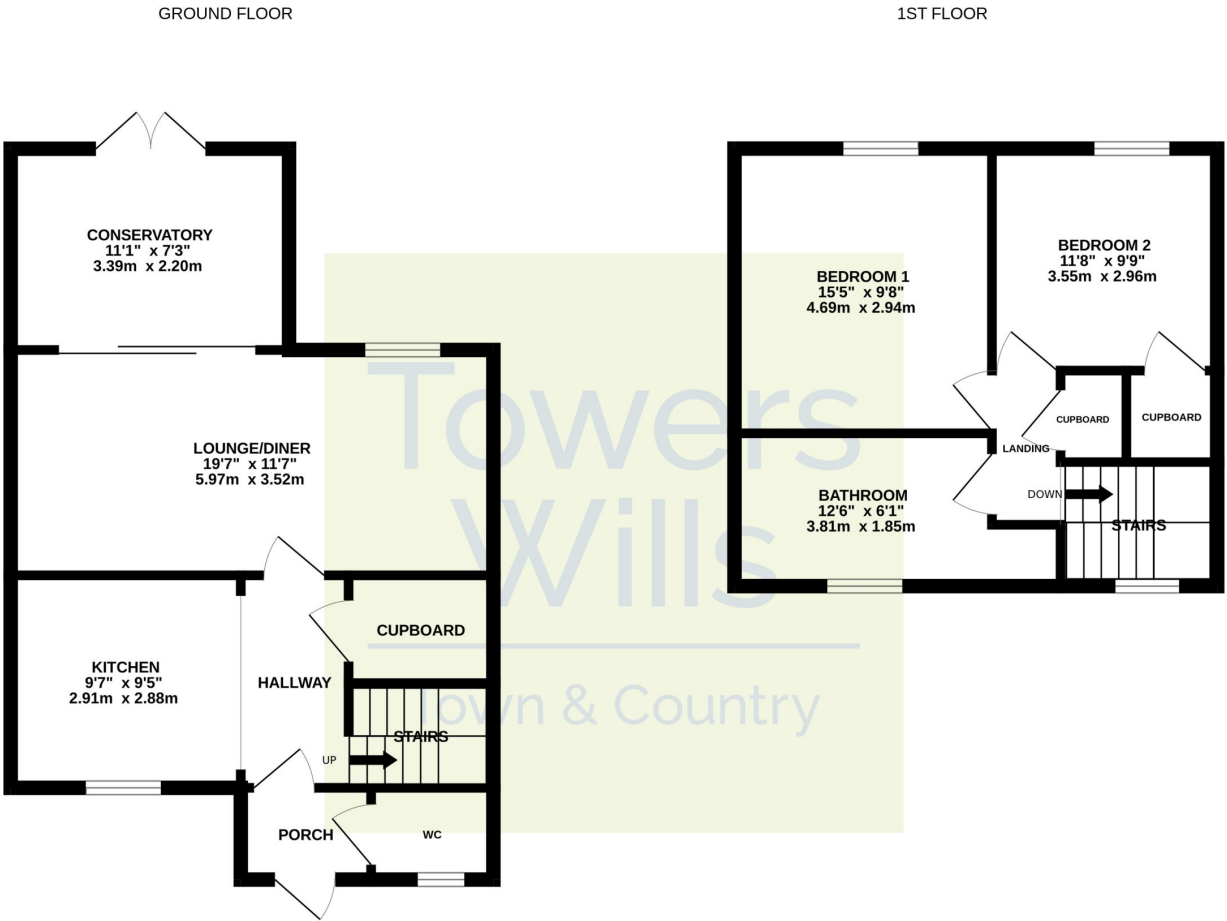 GROUND FLOOR
1ST FLOOR
CONSERVATORY
11'1" x 7'3"
3.39m x 2.20m
LOUNGE/DINER
19'7" x 11'7"
5.97m x 3.52m
KITCHEN
9'7" x 9'5"
2.91m x 2.88m
HALLWAY
CUPBOARD
STAIRS
UP
PORCH
WC
BEDROOM 1
15'5" x 9'8"
4.69m x 2.94m
BEDROOM 2
11'8" x 9'9"
3.55m x 2.96m
CUPBOARD
CUPBOARD
LANDING
BATHROOM
12'6" x 6'1"
3.81m x 1.85m
DOWN
STAIRS
Towers
Wills
Town & Country